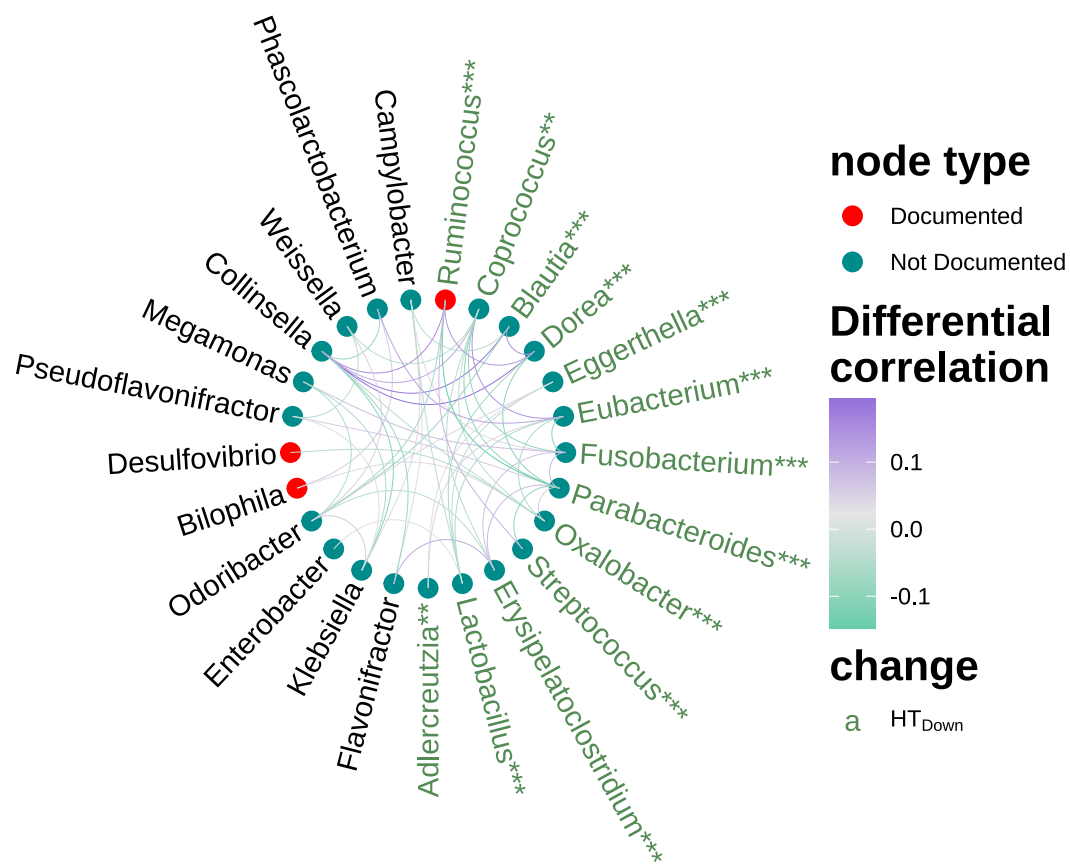 Phascolarctobacterium
Campylobacter
Ruminococcus***
Coprococcus**
Blautia***
Dorea***
Eggerthella***
Eubacterium***
Fusobacterium***
Parabacteroides***
Oxalobacter***
Streptococcus***
Erysipelatoclostridium***
Lactobacillus***
Adlercreutzia**
Flavonifractor
Klebsiella
Enterobacter
Odoribacter
Bilophila
Desulfovibrio
Pseudoflavonifractor
Megamonas
Collinsella
Weissella
node type
Documented
Not Documented
Differential
correlation
0.1
0.0
-0.1
change
a HTDown